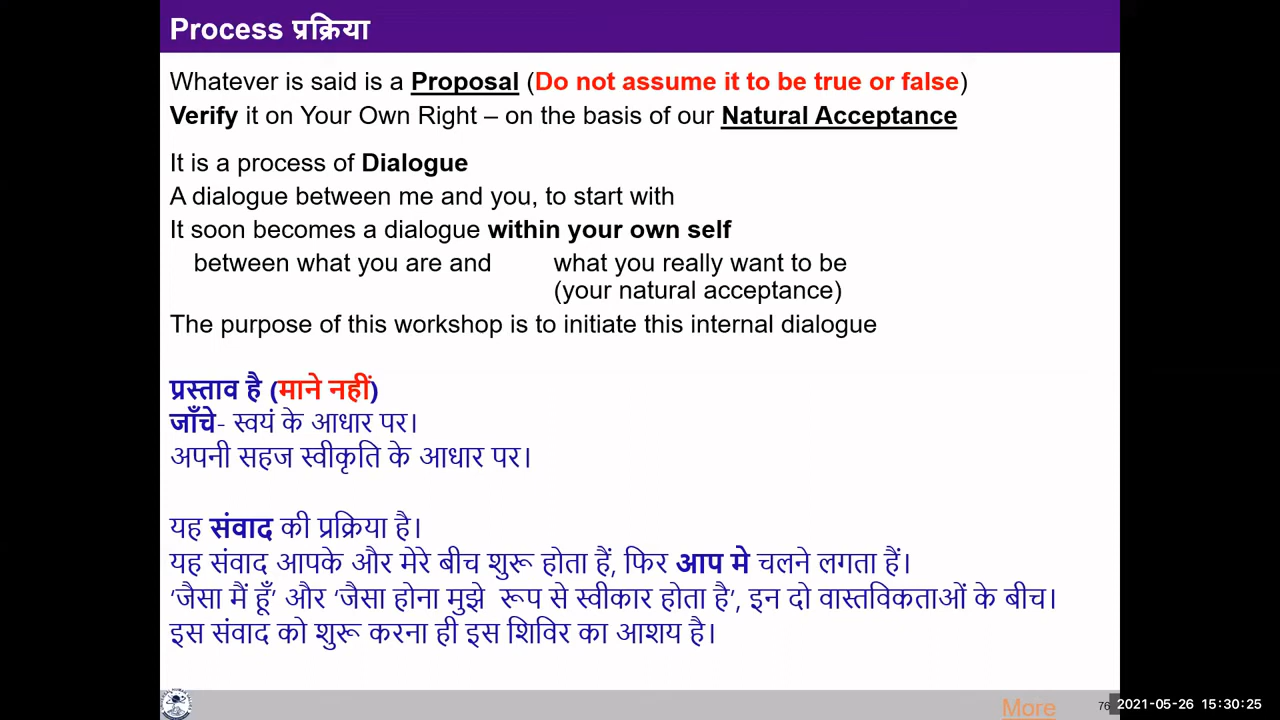 Process प्रक्रिया
Whatever is said is a Proposal (Do not assume it to be true or false)
Verify it on Your Own Right – on the basis of our Natural Acceptance
It is a process of Dialogue
A dialogue between me and you, to start with
It soon becomes a dialogue within your own self
between what you are and what you really want to be
(your natural acceptance)
The purpose of this workshop is to initiate this internal dialogue
प्रस्ताव है (माने नहीं)
जाँचे- स्वयं के आधार पर।
अपनी सहज स्वीकृति के आधार पर।
यह संवाद की प्रक्रिया है।
यह संवाद आपके और मेरे बीच शुरू होता हैं, फिर आप मे चलने लगता हैं।
‘जैसा मैं हूँ’ और ‘जैसा होना मुझे रूप से स्वीकार होता है’, इन दो वास्तविकताओं के बीच।
इस संवाद को शुरू करना ही इस शिविर का आशय है।
More 76 2021-05-26 15:30:25